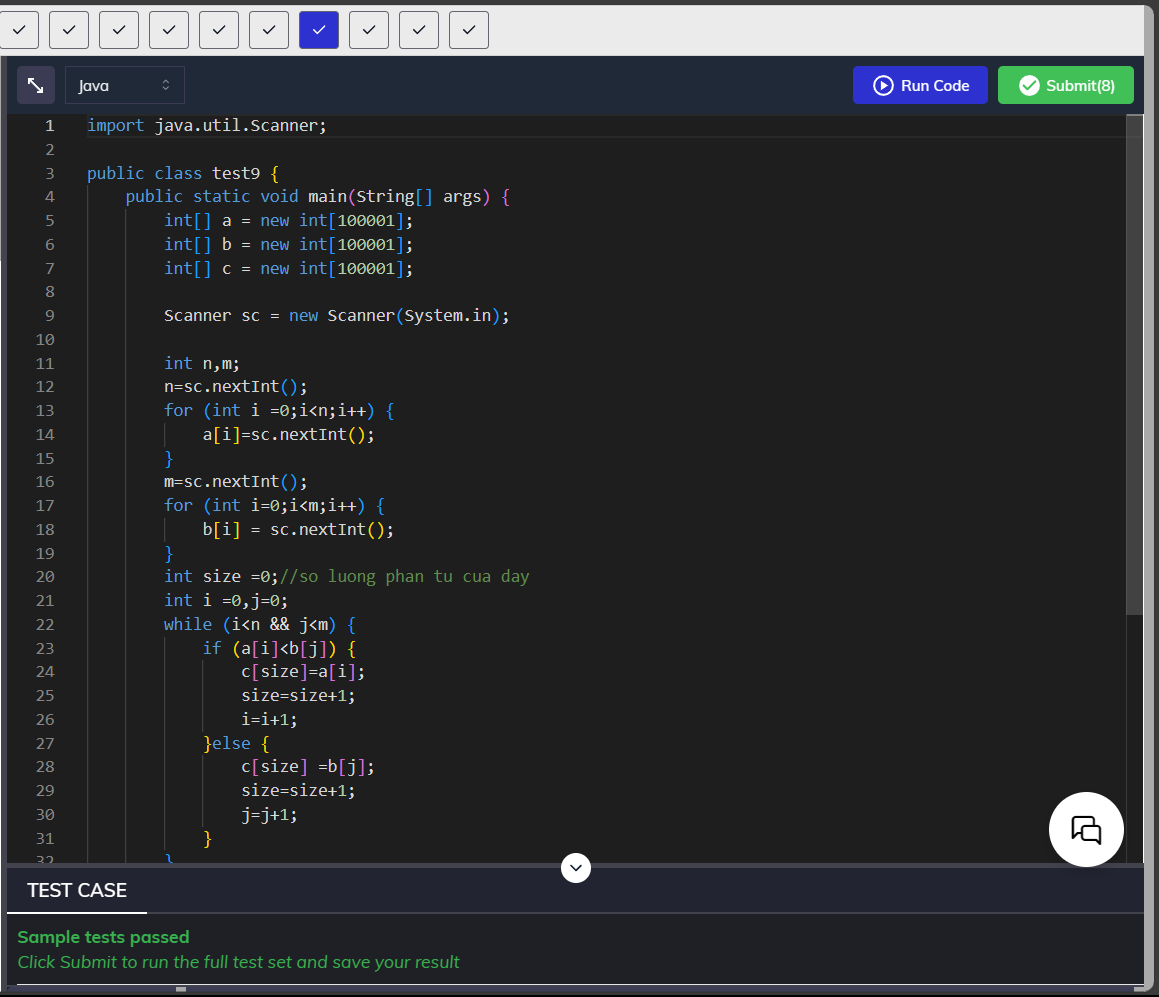 Java
Run Code
Submit(8)
1 import java.util.Scanner;
2
3 public class test9 {
4 public static void main(String[] args) {
5 int[] a = new int[100001];
6 int[] b = new int[100001];
7 int[] c = new int[100001];
8
9 Scanner sc = new Scanner(System.in);
10
11 int n,m;
12 n=sc.nextInt();
13 for (int i =0;i<n;i++) {
14 a[i]=sc.nextInt();
15 }
16 m=sc.nextInt();
17 for (int i=0;i<m;i++) {
18 b[i] = sc.nextInt();
19 }
20 int size =0;//so luong phan tu cua day
21 int i =0,j=0;
22 while (i<n && j<m) {
23 if (a[i]<b[j]) {
24 c[size]=a[i];
25 size=size+1;
26 i=i+1;
27 }else {
28 c[size] =b[j];
29 size=size+1;
30 j=j+1;
31 }
32 }
TEST CASE
Sample tests passed
Click Submit to run the full test set and save your result